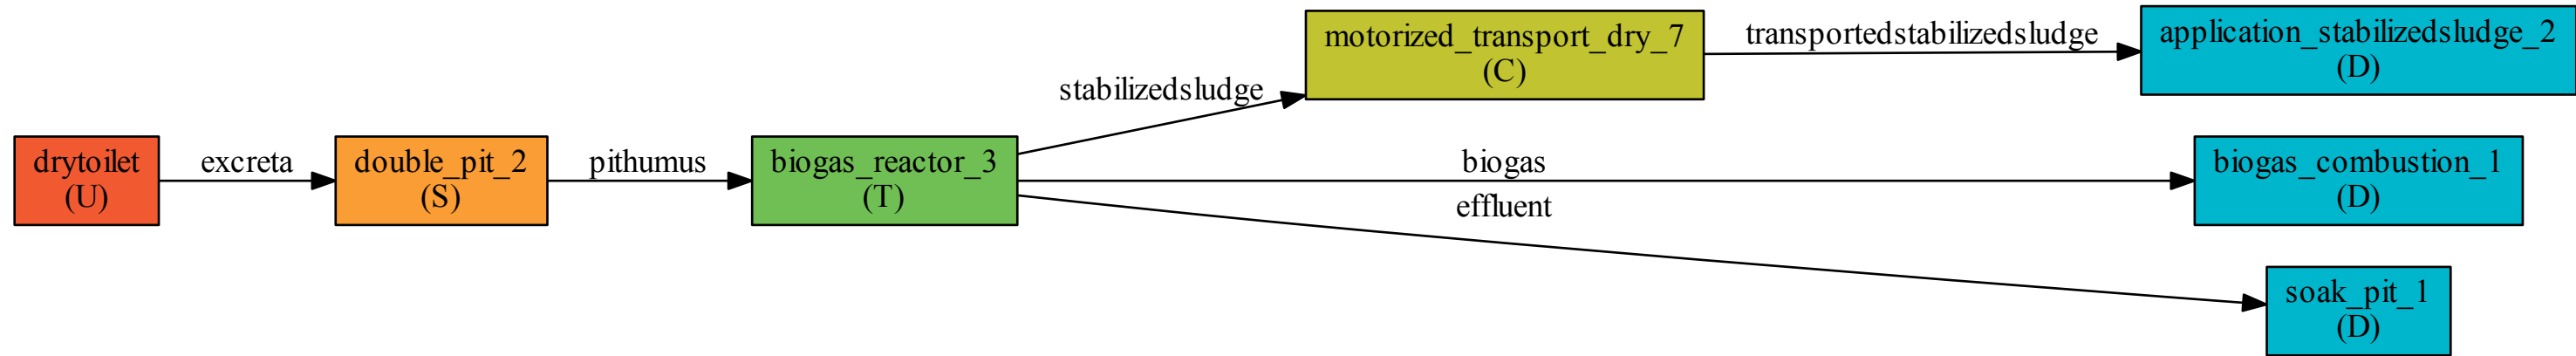 drytoilet
(U)
excreta
double_pit_2
(S)
pithumus
biogas_reactor_3
(T)
stabilizedsludge
motorized_transport_dry_7
(C)
transportedstabilizedsludge
application_stabilizedsludge_2
(D)
biogas
biogas_combustion_1
(D)
effluent
soak_pit_1
(D)